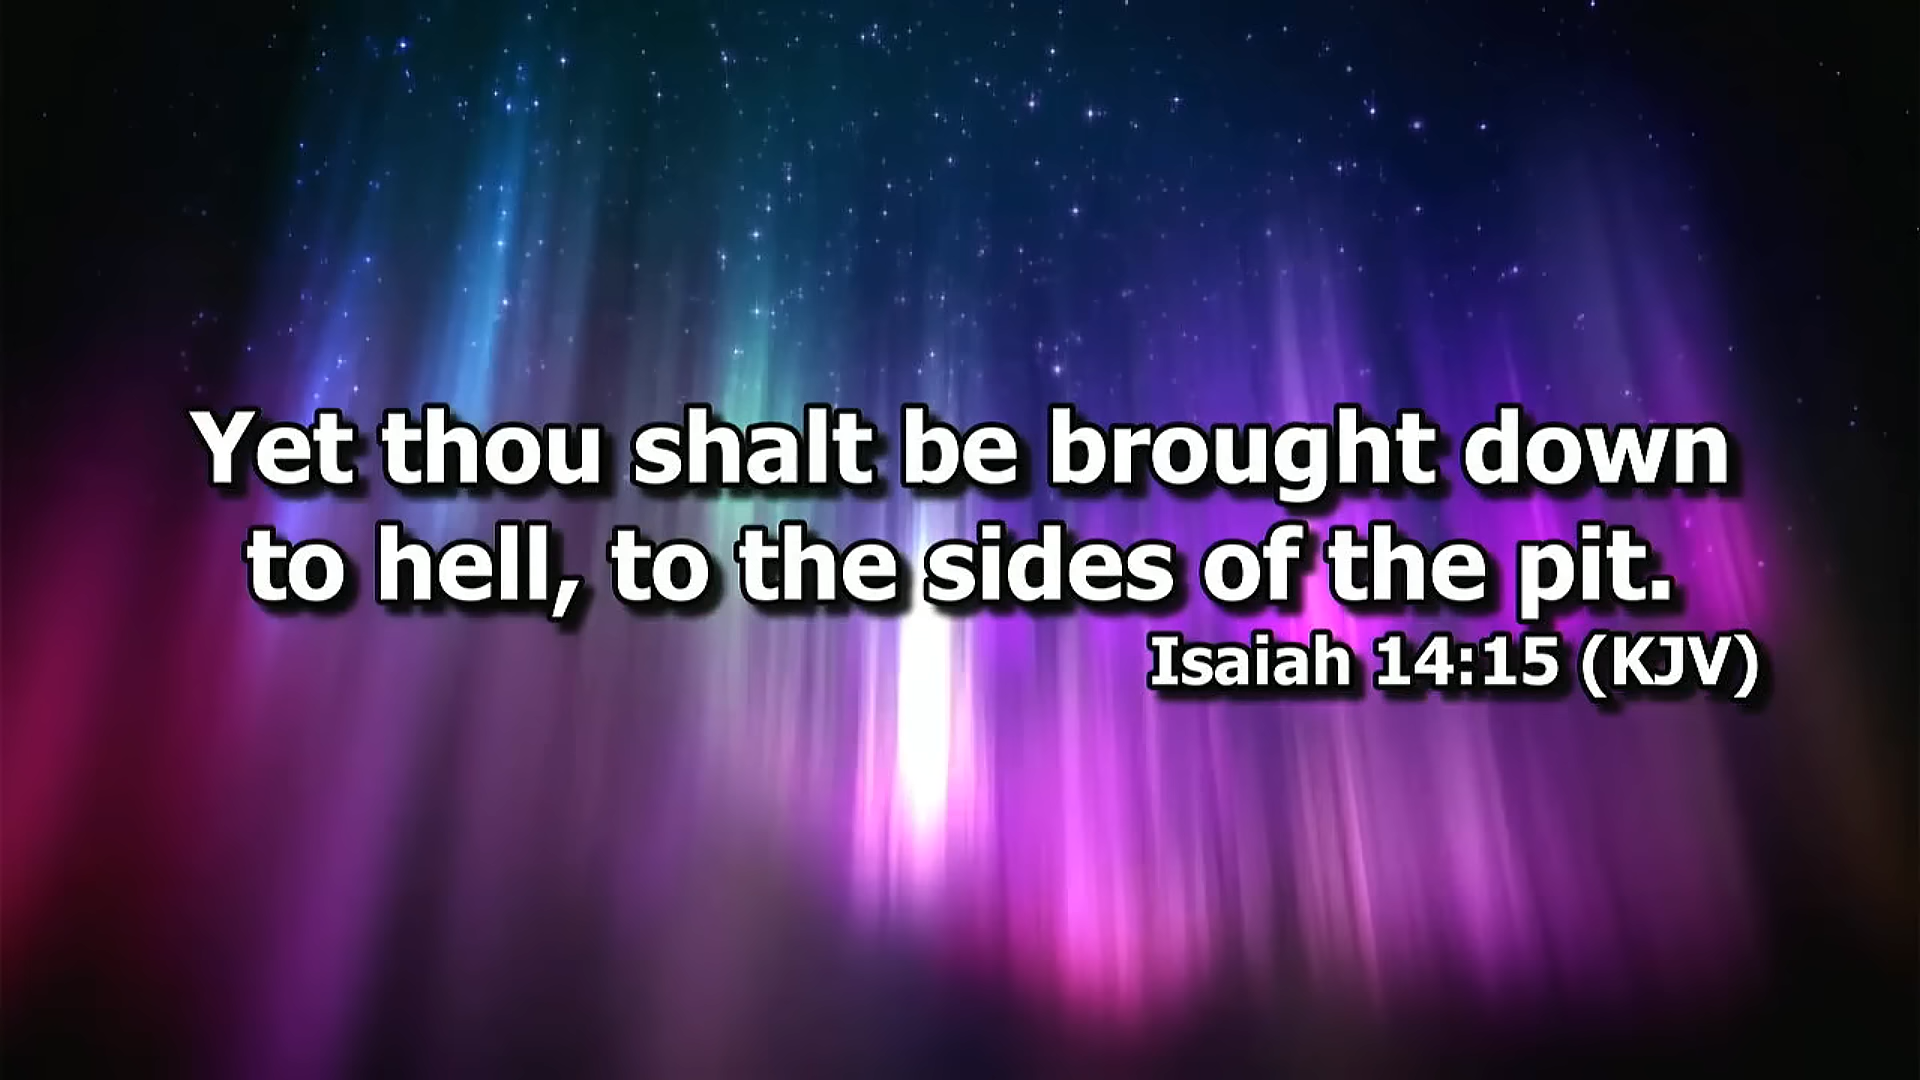 Yet thou shalt be brought down
to hell, to the sides of the pit.
Isaiah 14:15 (KJV)